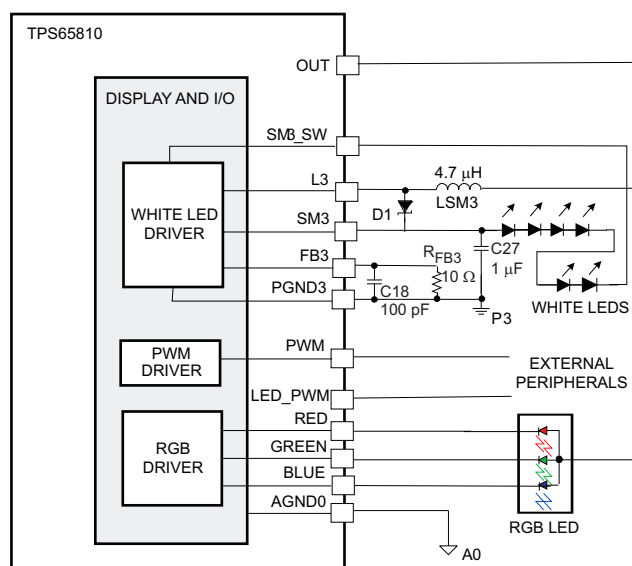 TPS65810
OUT
DISPLAY AND I/O
SM3_SW
4.7 μH
L3
LSM3
WHITE LED
DRIVER
D1
SM3
C27
1 μF
FB3
RFB3
10 Ω
C18
100 pF
PGND3
P3
WHITE LEDS
PWM
DRIVER
PWM
EXTERNAL
PERIPHERALS
LED_PWM
RED
RGB
DRIVER
GREEN
BLUE
AGND0
RGB LED
A0